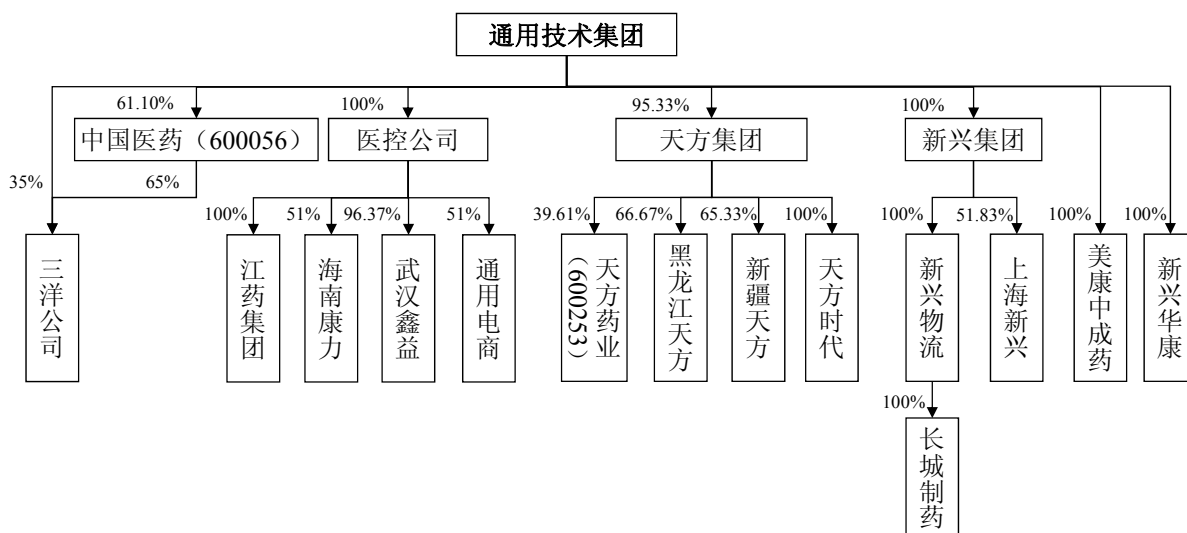 通用技术集团
61.10%
100%
95.33%
100%
中国医药（600056）
医控公司
天方集团
新兴集团
35%
65%
100%
51%
96.37%
51%
39.61%
66.67%
65.33%
100%
100%
51.83%
100%
100%
三洋公司
江药集团
海南康力
武汉鑫益
通用电商
天方药业
（600253）
黑龙江天方
新疆天方
天方时代
新兴物流
上海新兴
美康中成药
新兴华康
100%
长城制药